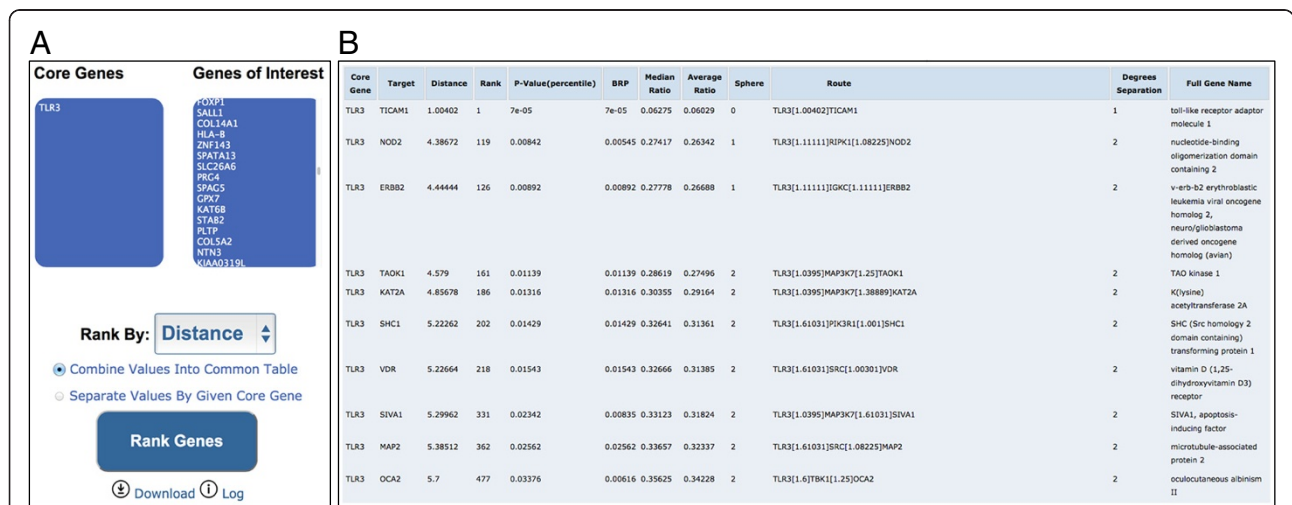 A
Core Genes
Genes of Interest
TLR3
FOXP1
SALL1
COL14A1
HLA-B
ZNF143
SPATA13
SLC26A6
PRG4
SPAG5
GPX7
KAT6B
STAB2
PLTP
COL5A2
NTN3
KIAA0319L
Rank By: Distance
Combine Values Into Common Table
Separate Values By Given Core Gene
Rank Genes
Download Log
B
Core Gene Target Distance Rank P-Value(percentile) BRP Median Ratio Average Ratio Sphere Route Degrees Separation Full Gene Name
TLR3 TICAM1 1.00402 1 7e-05 7e-05 0.06275 0.06029 0 TLR3[1.00402]TICAM1 1 toll-like receptor adaptor
molecule 1
TLR3 NOD2 4.38672 119 0.00842 0.00545 0.27417 0.26342 1 TLR3[1.11111]RIPK1[1.08225]NOD2 2 nucleotide-binding
oligomerization domain
containing 2
TLR3 ERBB2 4.44444 126 0.00892 0.00892 0.27778 0.26688 1 TLR3[1.11111]IGKC[1.11111]ERBB2 2 v-erb-b2 erythroblastic
leukemia viral oncogene
homolog 2,
neuro/glioblastoma
derived oncogene
homolog (avian)
TLR3 TAOK1 4.579 161 0.01139 0.01139 0.28619 0.27496 2 TLR3[1.0395]MAP3K7[1.25]TAOK1 2 TAO kinase 1
TLR3 KAT2A 4.85678 186 0.01316 0.01316 0.30355 0.29164 2 TLR3[1.0395]MAP3K7[1.38889]KAT2A 2 K(lysine)
acetyltransferase 2A
TLR3 SHC1 5.22262 202 0.01429 0.01429 0.32641 0.31361 2 TLR3[1.61031]PIK3R1[1.001]SHC1 2 SHC (Src homology 2
domain containing)
transforming protein 1
TLR3 VDR 5.22664 218 0.01543 0.01543 0.32666 0.31385 2 TLR3[1.61031]SRC[1.00301]VDR 2 vitamin D (1,25-
dihydroxyvitamin D3)
receptor
TLR3 SIVA1 5.29962 331 0.02342 0.00835 0.33123 0.31824 2 TLR3[1.0395]MAP3K7[1.61031]SIVA1 2 SIVA1, apoptosis-
inducing factor
TLR3 MAP2 5.38512 362 0.02562 0.02562 0.33657 0.32337 2 TLR3[1.61031]SRC[1.08225]MAP2 2 microtubule-associated
protein 2
TLR3 OCA2 5.7 477 0.03376 0.00616 0.35625 0.34228 2 TLR3[1.6]TBK1[1.25]OCA2 2 oculocutaneous albinism
II